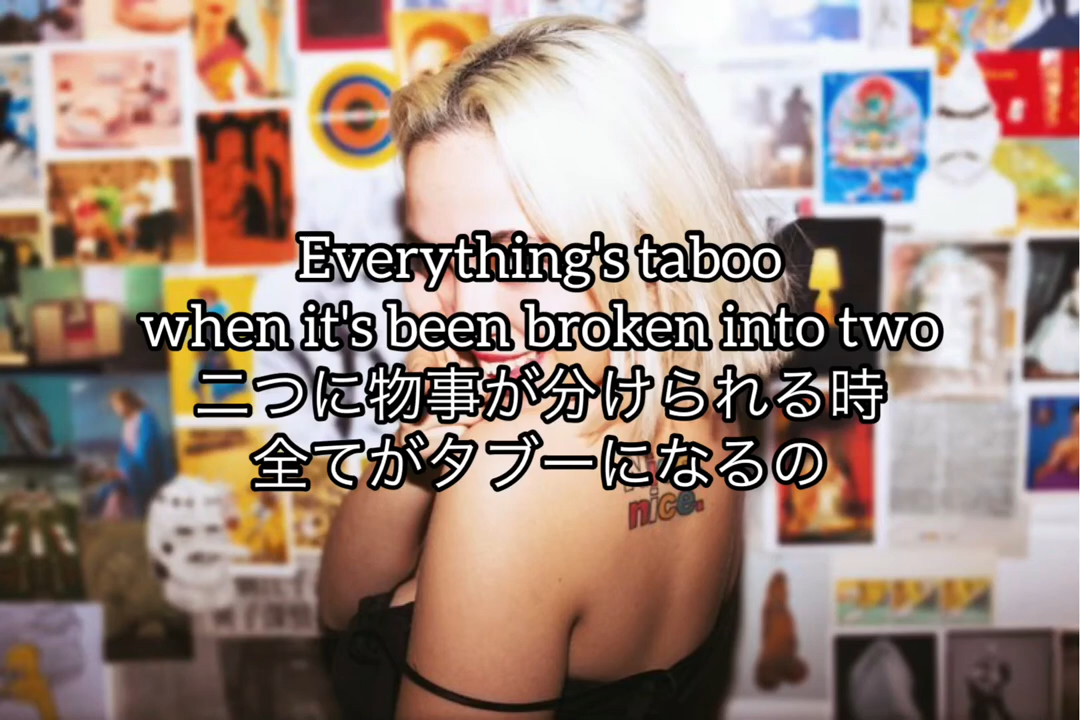 Everything's taboo
when it's been broken into two
二つに物事が分けられる時
全てがタブーになるの
nice.